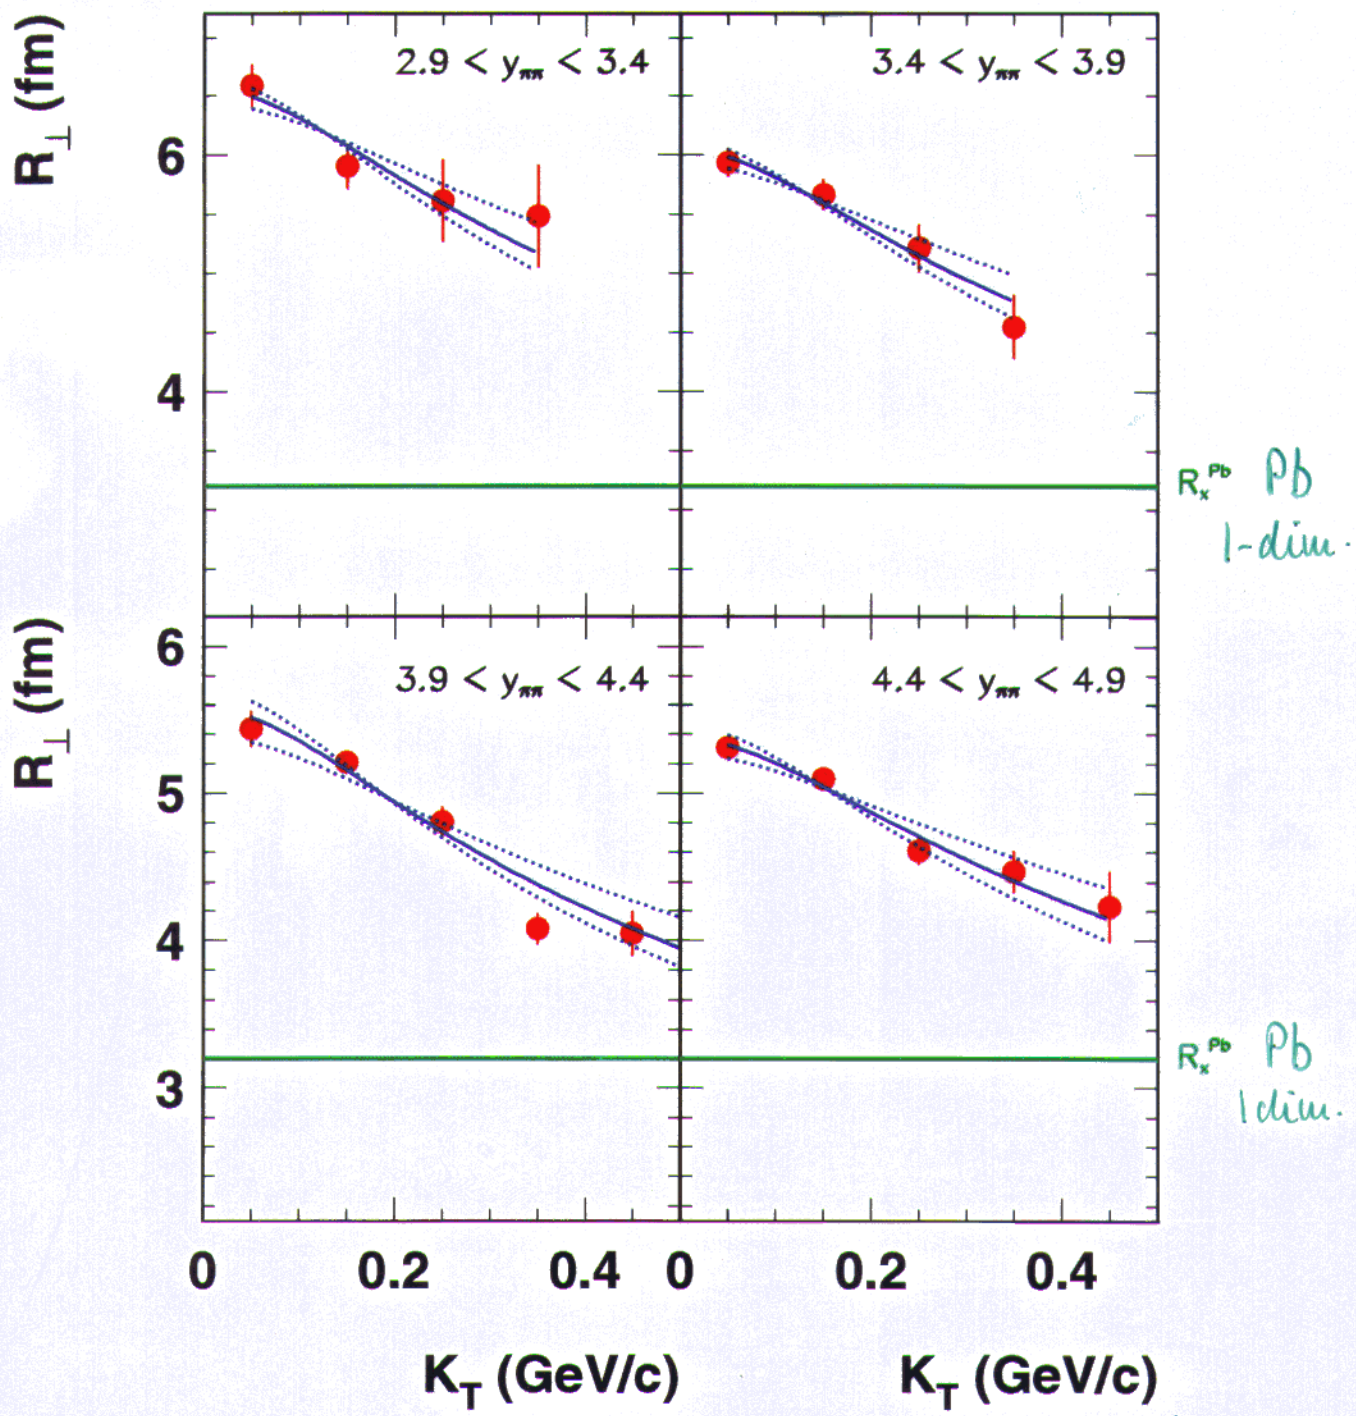 R⊥ (fm)
2.9 < yππ < 3.4
3.4 < yππ < 3.9
6
4
RxPb Pb
1-dim.
R⊥ (fm)
3.9 < yππ < 4.4
4.4 < yππ < 4.9
6
5
4
3
RxPb Pb
1 dim.
0 0.2 0.4 0 0.2 0.4
KT (GeV/c) KT (GeV/c)